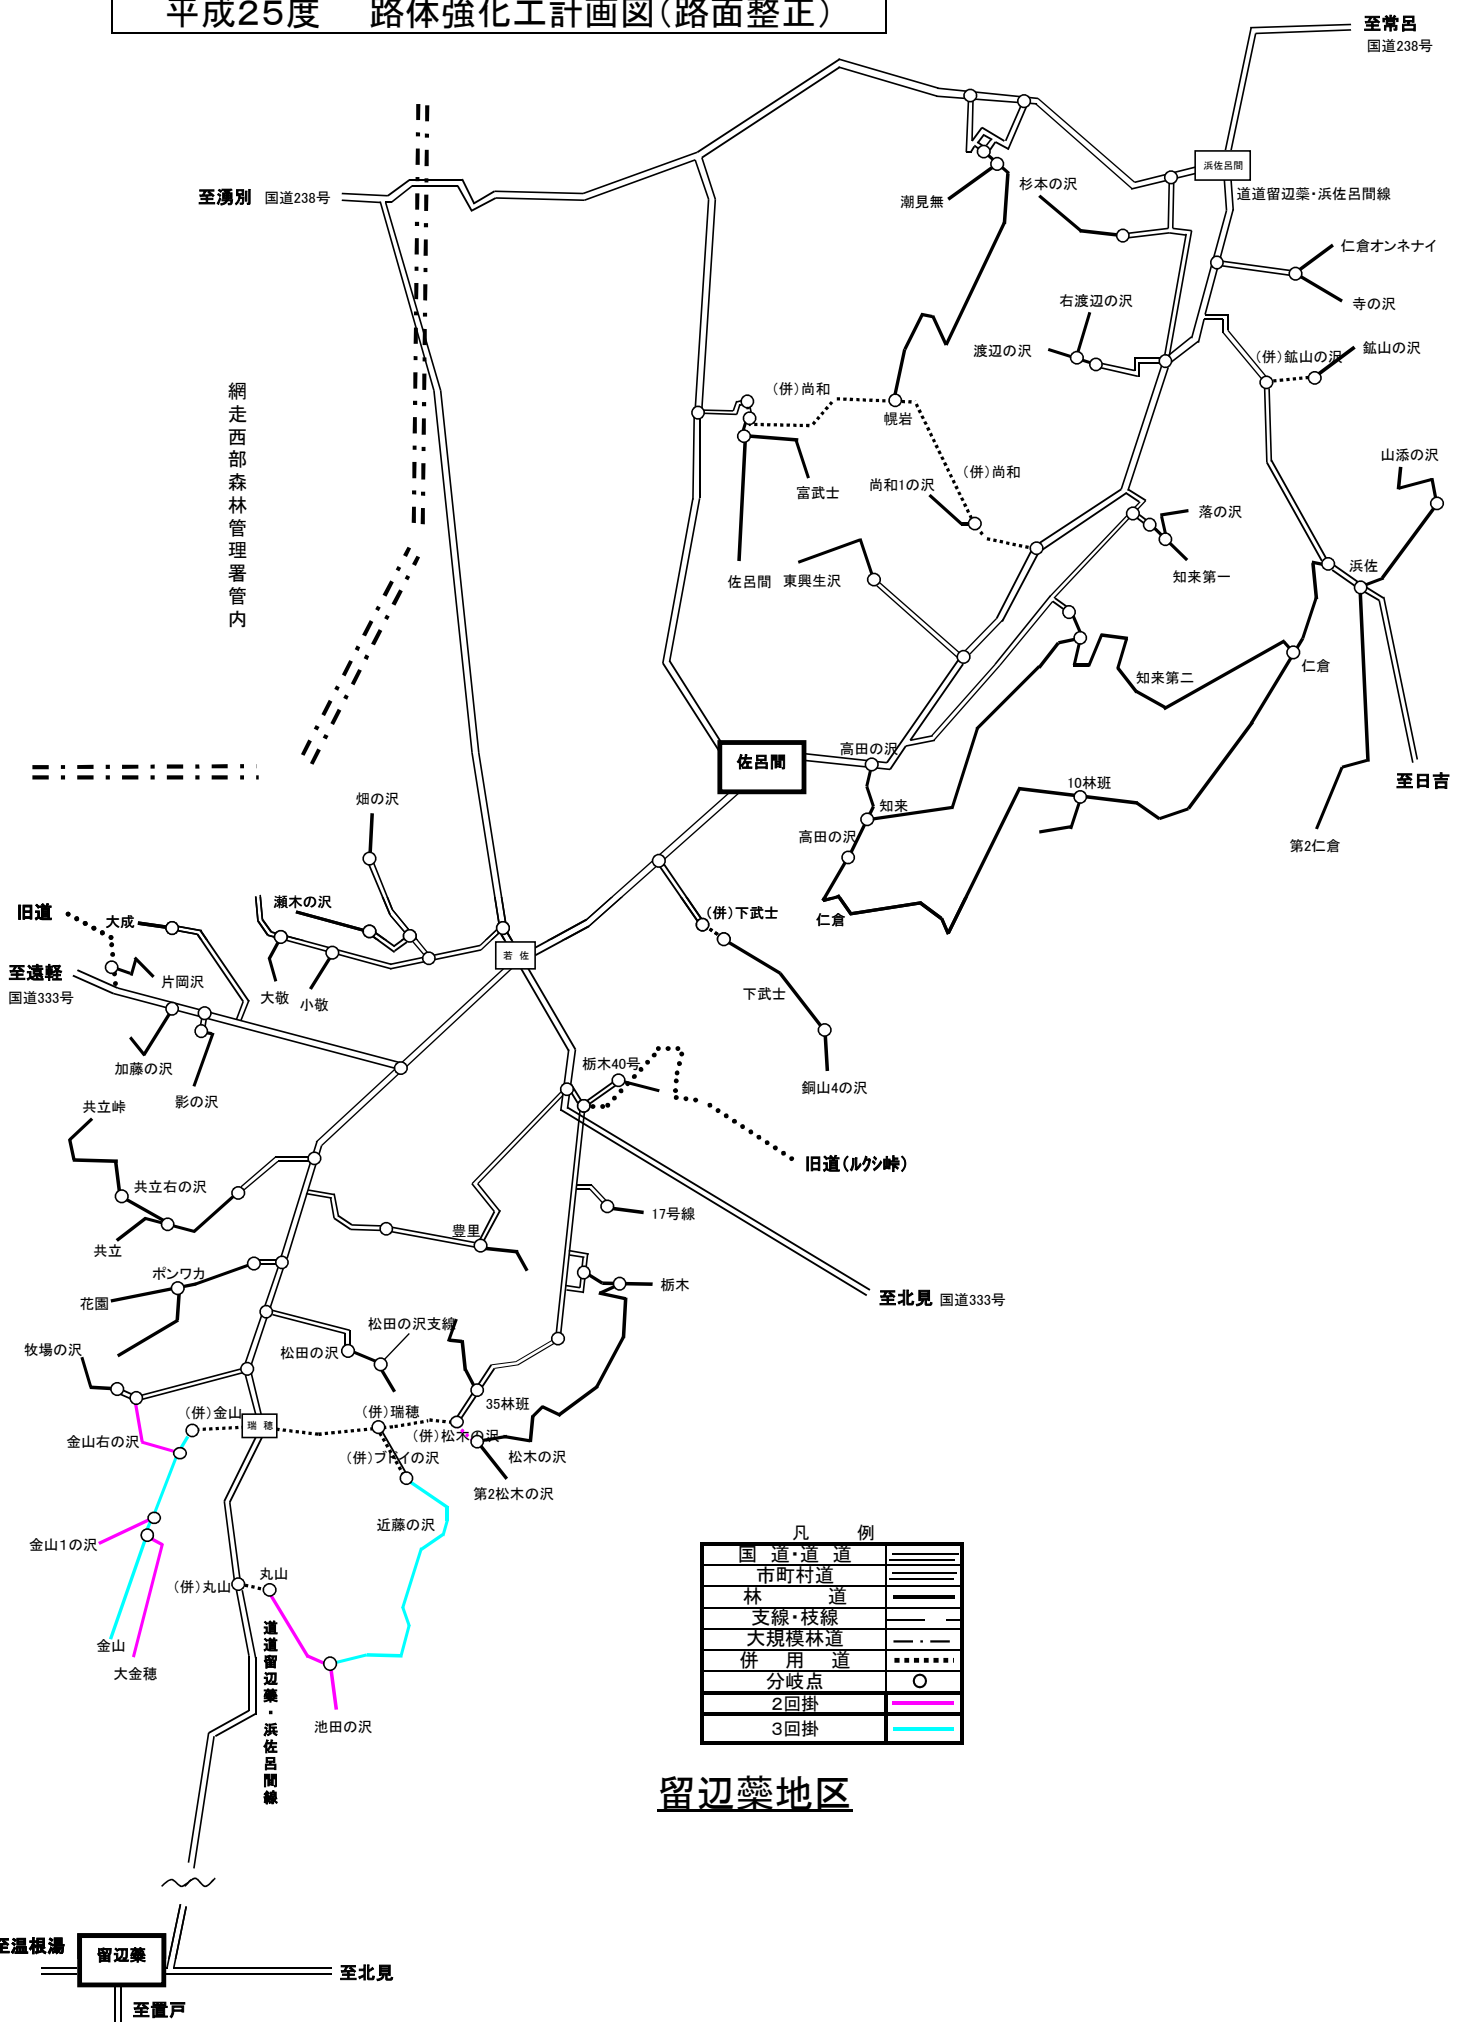 平成25度 路体強化工計画図(路面整正)
至常呂
国道238号
浜佐呂間
至湧別 国道238号
潮見無
杉本の沢
道道留辺蘂・浜佐呂間線
仁倉オンネナイ
寺の沢
右渡辺の沢
渡辺の沢
(併)鉱山の沢
鉱山の沢
網走西部森林管理署管内
(併)尚和
幌岩
富武士
尚和1の沢
(併)尚和
山添の沢
落の沢
知来第一
佐呂間
東興生沢
浜佐
仁倉
知来第二
佐呂間
高田の沢
至日吉
10林班
畑の沢
知来
高田の沢
第2仁倉
瀬木の沢
旧道
大成
(併)下武士
仁倉
若佐
至遠軽
国道333号
片岡沢
大敬
小敬
下武士
加藤の沢
影の沢
栃木40号
銅山4の沢
共立峠
旧道(ルクシ峠)
共立右の沢
17号線
共立
豊里
ポンワカ
花園
栃木
至北見 国道333号
松田の沢支線
牧場の沢
松田の沢
35林班
(併)金山
瑞穂
(併)瑞穂
(併)松木の沢
金山右の沢
(併)ブドイの沢
松木の沢
第2松木の沢
近藤の沢
金山1の沢
(併)丸山
丸山
金山
大金穂
道道留辺蘂・浜佐呂間線
池田の沢
凡 例
国道・道道
市町村道
林道
支線・枝線
大規模林道
併用道
分岐点
2回掛
3回掛
留辺蘂地区
至温根湯
留辺蘂
至北見
至置戸